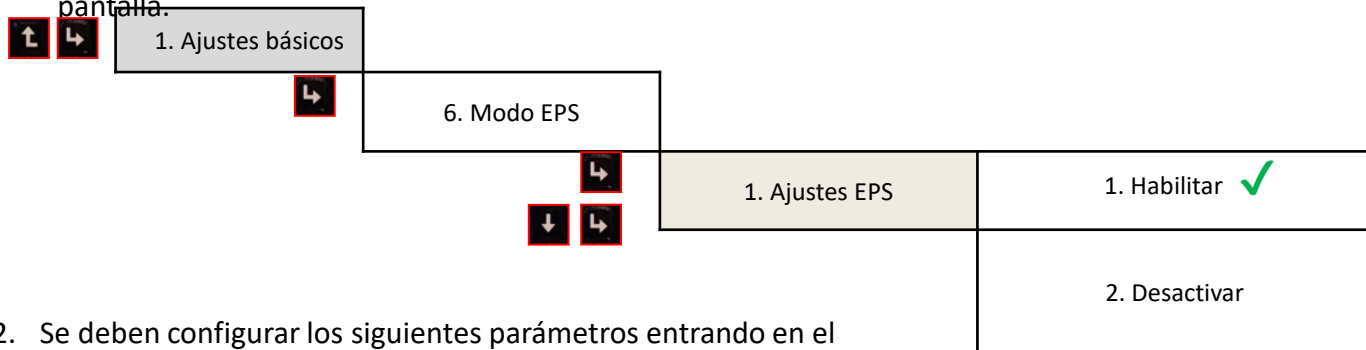 pantalla.
1. Ajustes básicos
6. Modo EPS
1. Ajustes EPS
1. Habilitar
2. Desactivar
2. Se deben configurar los siguientes parámetros entrando en el